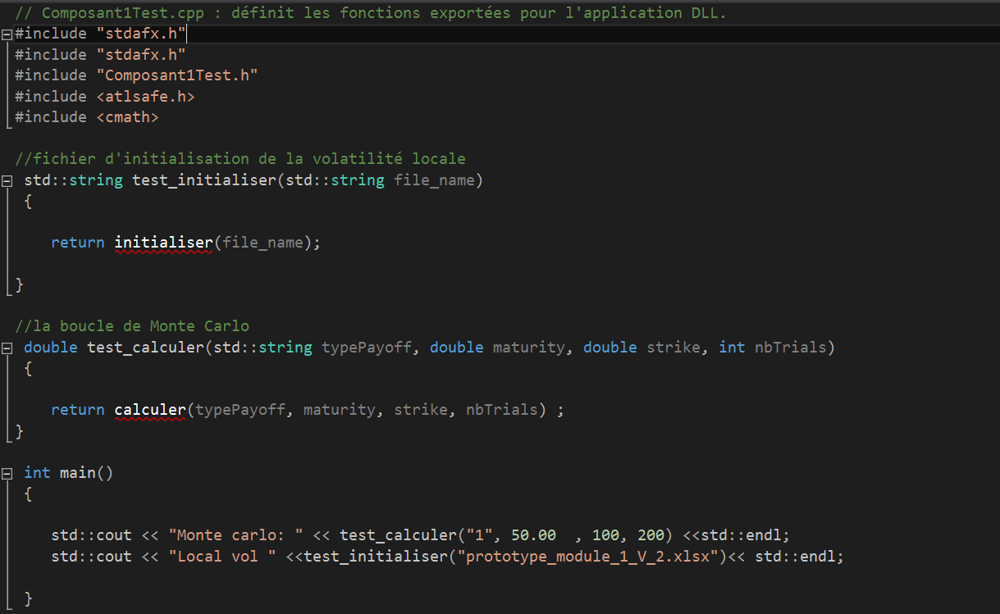 // Composant1Test.cpp : définit les fonctions exportées pour l'application DLL.
#include "stdafx.h"
#include "stdafx.h"
#include "Composant1Test.h"
#include <atlsafe.h>
#include <cmath>
//fichier d'initialisation de la volatilité locale
std::string test_initialiser(std::string file_name)
{
return initialiser(file_name);
}
//la boucle de Monte Carlo
double test_calculer(std::string typePayoff, double maturity, double strike, int nbTrials)
{
return calculer(typePayoff, maturity, strike, nbTrials) ;
}
int main()
{
std::cout << "Monte carlo: " << test_calculer("1", 50.00  , 100, 200) <<std::endl;
std::cout << "Local vol " <<test_initialiser("prototype_module_1_V_2.xlsx")<< std::endl;
}